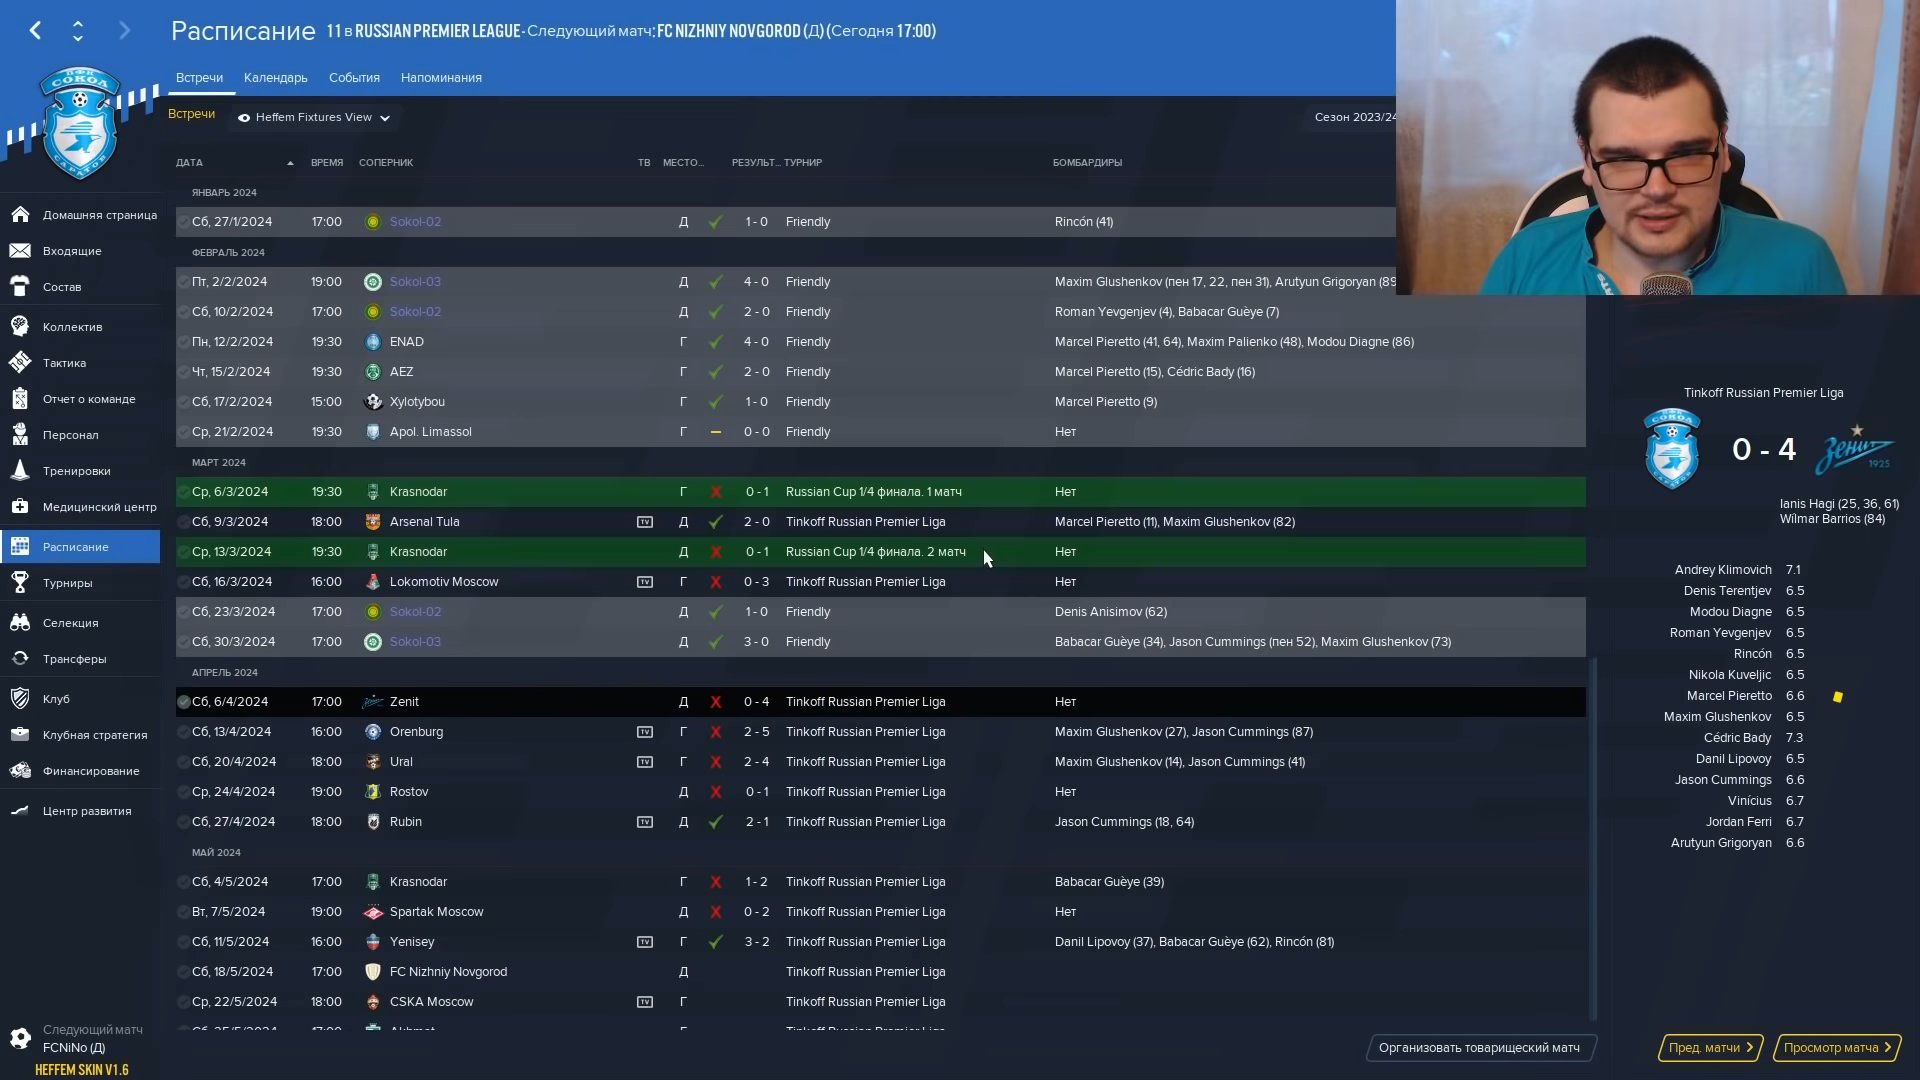 Расписание 11 в RUSSIAN PREMIER LEAGUE - Следующий матч: FC NIZHNIY NOVGOROD (Д) (Сегодня 17:00)
Встречи Календарь События Напоминания
Встречи Heffem Fixtures View Сезон 2023/24
ДАТА ВРЕМЯ СОПЕРНИК ТВ МЕСТО... РЕЗУЛЬТ... ТУРНИР БОМБАРДИРЫ
ЯНВАРЬ 2024
Сб, 27/1/2024 17:00 Sokol-02 Д 1 - 0 Friendly Rincón (41)
ФЕВРАЛЬ 2024
Пт, 2/2/2024 19:00 Sokol-03 Д 4 - 0 Friendly Maxim Glushenkov (пен 17, 22, пен 31), Arutyun Grigoryan (89
Сб, 10/2/2024 17:00 Sokol-02 Д 2 - 0 Friendly Roman Yevgenjev (4), Babacar Guèye (7)
Пн, 12/2/2024 19:30 ENAD Г 4 - 0 Friendly Marcel Pieretto (41, 64), Maxim Palienko (48), Modou Diagne (86)
Чт, 15/2/2024 19:30 AEZ Г 2 - 0 Friendly Marcel Pieretto (15), Cédric Bady (16)
Сб, 17/2/2024 15:00 Xylotybou Г 1 - 0 Friendly Marcel Pieretto (9)
Ср, 21/2/2024 19:30 Apol. Limassol Г 0 - 0 Friendly Нет
МАРТ 2024
Ср, 6/3/2024 19:30 Krasnodar Г X 0 - 1 Russian Cup 1/4 финала. 1 матч Нет
Сб, 9/3/2024 18:00 Arsenal Tula TV Д 2 - 0 Tinkoff Russian Premier Liga Marcel Pieretto (11), Maxim Glushenkov (82)
Ср, 13/3/2024 19:30 Krasnodar Д X 0 - 1 Russian Cup 1/4 финала. 2 матч Нет
Сб, 16/3/2024 16:00 Lokomotiv Moscow TV Г X 0 - 3 Tinkoff Russian Premier Liga Нет
Сб, 23/3/2024 17:00 Sokol-02 Д 1 - 0 Friendly Denis Anisimov (62)
Сб, 30/3/2024 17:00 Sokol-03 Д 3 - 0 Friendly Babacar Guèye (34), Jason Cummings (пен 52), Maxim Glushenkov (73)
АПРЕЛЬ 2024
Сб, 6/4/2024 17:00 Zenit Д X 0 - 4 Tinkoff Russian Premier Liga Нет
Сб, 13/4/2024 16:00 Orenburg TV Г X 2 - 5 Tinkoff Russian Premier Liga Maxim Glushenkov (27), Jason Cummings (87)
Сб, 20/4/2024 18:00 Ural TV Г X 2 - 4 Tinkoff Russian Premier Liga Maxim Glushenkov (14), Jason Cummings (41)
Ср, 24/4/2024 19:00 Rostov Д X 0 - 1 Tinkoff Russian Premier Liga Нет
Сб, 27/4/2024 18:00 Rubin TV Д 2 - 1 Tinkoff Russian Premier Liga Jason Cummings (18, 64)
МАЙ 2024
Сб, 4/5/2024 17:00 Krasnodar Г X 1 - 2 Tinkoff Russian Premier Liga Babacar Guèye (39)
Вт, 7/5/2024 19:00 Spartak Moscow Д X 0 - 2 Tinkoff Russian Premier Liga Нет
Сб, 11/5/2024 16:00 Yenisey TV Г 3 - 2 Tinkoff Russian Premier Liga Danil Lipovoy (37), Babacar Guèye (62), Rincón (81)
Сб, 18/5/2024 17:00 FC Nizhniy Novgorod Д Tinkoff Russian Premier Liga
Ср, 22/5/2024 18:00 CSKA Moscow TV Г Tinkoff Russian Premier Liga
СОКОЛ
САРАТОВ
Домашняя страница
Входящие
Состав
Коллектив
Тактика
Отчет о команде
Персонал
Тренировки
Медицинский центр
Расписание
Турниры
Селекция
Трансферы
Клуб
Клубная стратегия
Финансирование
Центр развития
Следующий матч
FCNiNo (Д)
HEFFEM SKIN V1.6
Tinkoff Russian Premier Liga
СОКОЛ 0 - 4 Зенит 1925
Ianis Hagi (25, 36, 61)
Wílmar Barrios (84)
Andrey Klimovich 7.1
Denis Terentjev 6.5
Modou Diagne 6.5
Roman Yevgenjev 6.5
Rincón 6.5
Nikola Kuveljic 6.5
Marcel Pieretto 6.6
Maxim Glushenkov 6.5
Cédric Bady 7.3
Danil Lipovoy 6.5
Jason Cummings 6.6
Vinícius 6.7
Jordan Ferri 6.7
Arutyun Grigoryan 6.6
Организовать товарищеский матч Пред. матчи Просмотр матча